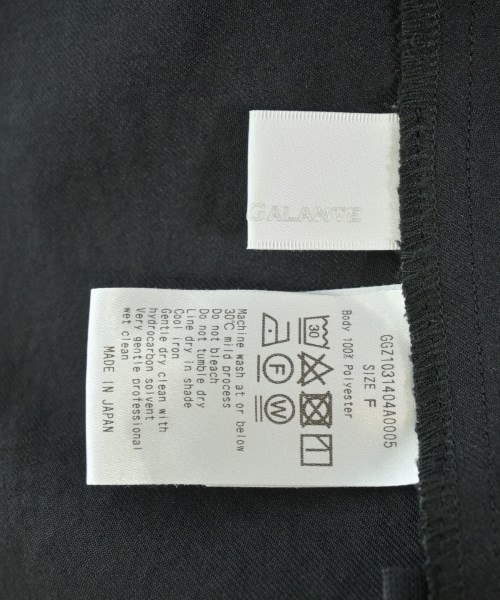 GALANTE
GGZ1031404A0005
SIZE F
Body 100% Polyester
30
F
W
Machine wash at or below
30℃ mild process
Do not bleach
Do not tumble dry
Line dry in shade
Cool iron
Gentle dry clean with
hydrocarbon solvent
Very gentle professional
wet clean
MADE IN JAPAN